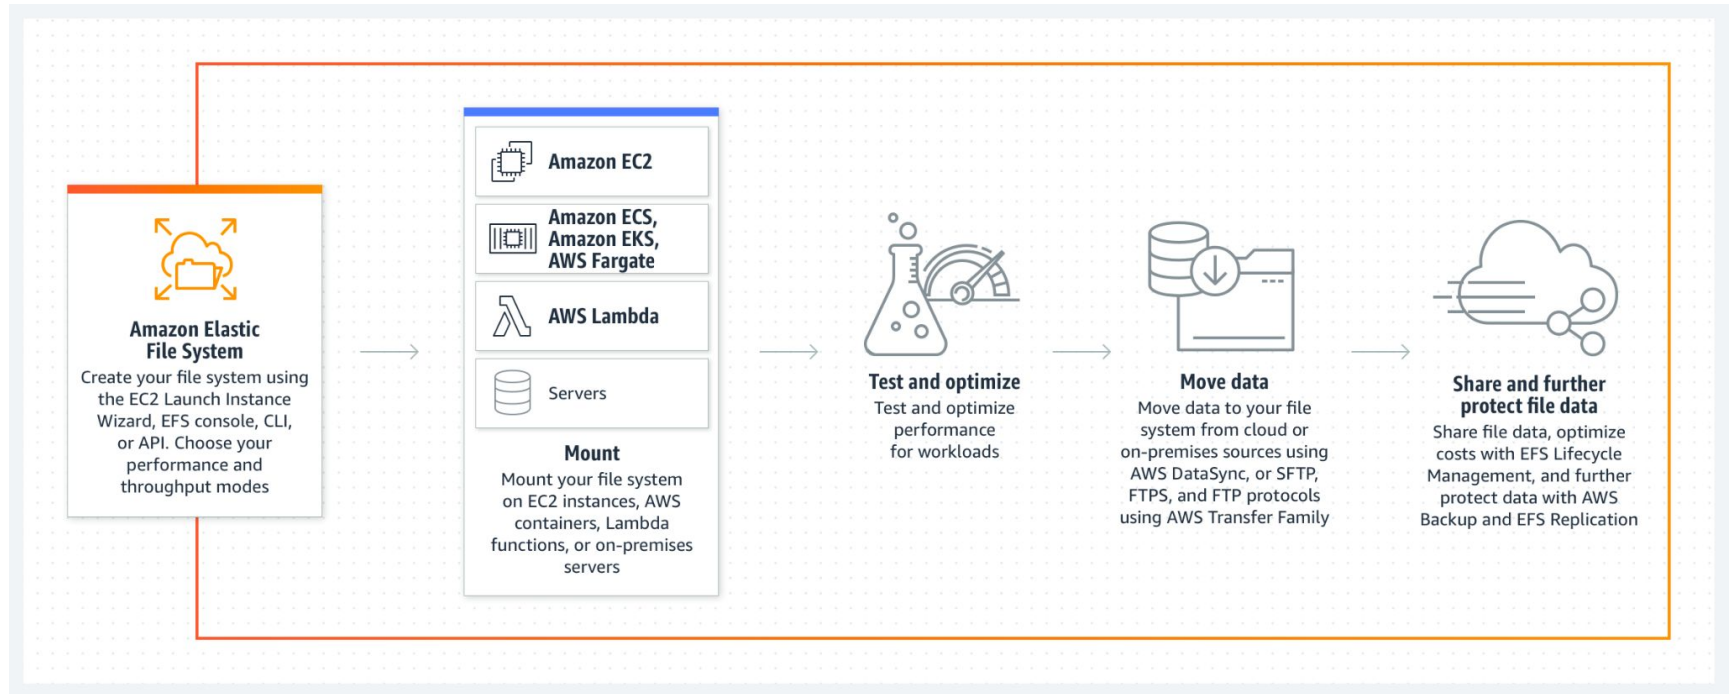 Amazon Elastic
File System
Create your file system using
the EC2 Launch Instance
Wizard, EFS console, CLI,
or API. Choose your
performance and
throughput modes
Amazon EC2
Amazon ECS,
Amazon EKS,
AWS Fargate
AWS Lambda
Servers
Mount
Mount your file system
on EC2 instances, AWS
containers, Lambda
functions, or on-premises
servers
Test and optimize
Test and optimize
performance
for workloads
Move data
Move data to your file
system from cloud or
on-premises sources using
AWS DataSync, or SFTP,
FTPS, and FTP protocols
using AWS Transfer Family
Share and further
protect file data
Share file data, optimize
costs with EFS Lifecycle
Management, and further
protect data with AWS
Backup and EFS Replication